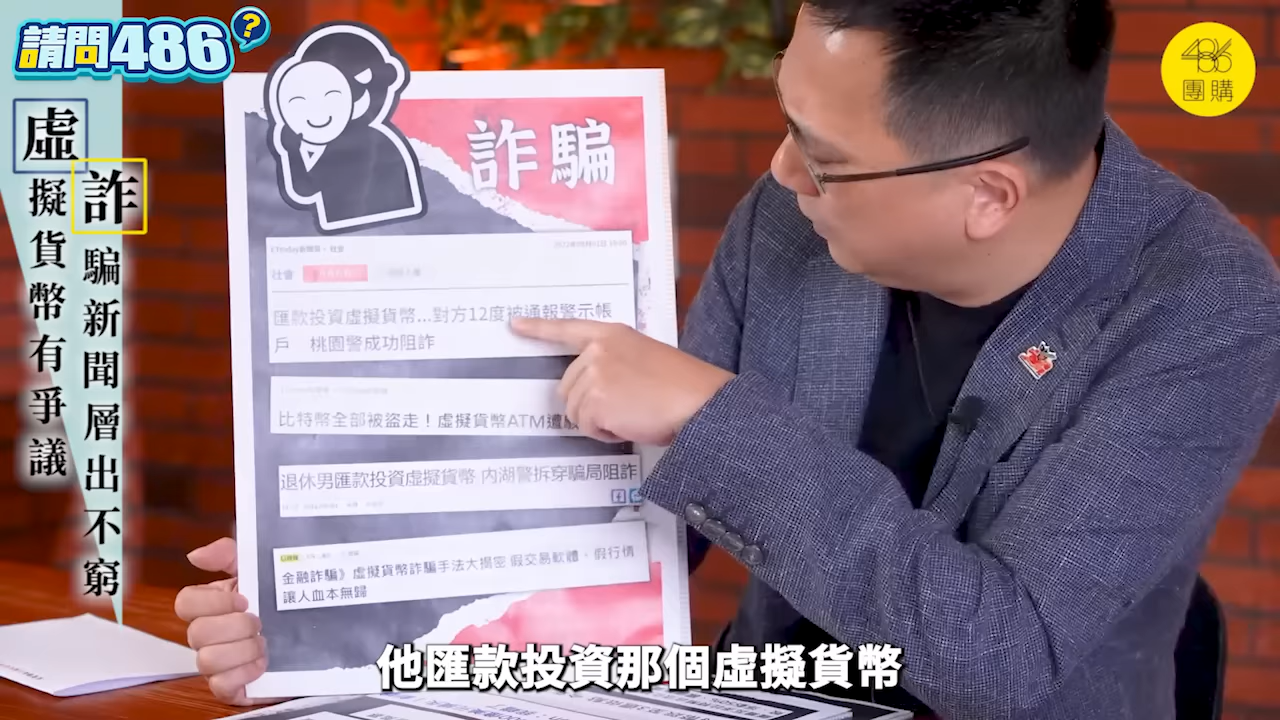 請問486?
486
團購
虛擬貨幣有爭議
詐騙新聞層出不窮
詐騙
社會
匯款投資虛擬貨幣...對方12度被通報警示帳
戶 桃園警成功阻詐
比特幣全部被盜走!虛擬貨幣ATM遭
退休男匯款投資虛擬貨幣 內湖警拆穿騙局阻詐
金融詐騙》虛擬貨幣詐騙手法大揭密 假交易軟體、假行情
讓人血本無歸
他匯款投資那個虛擬貨幣